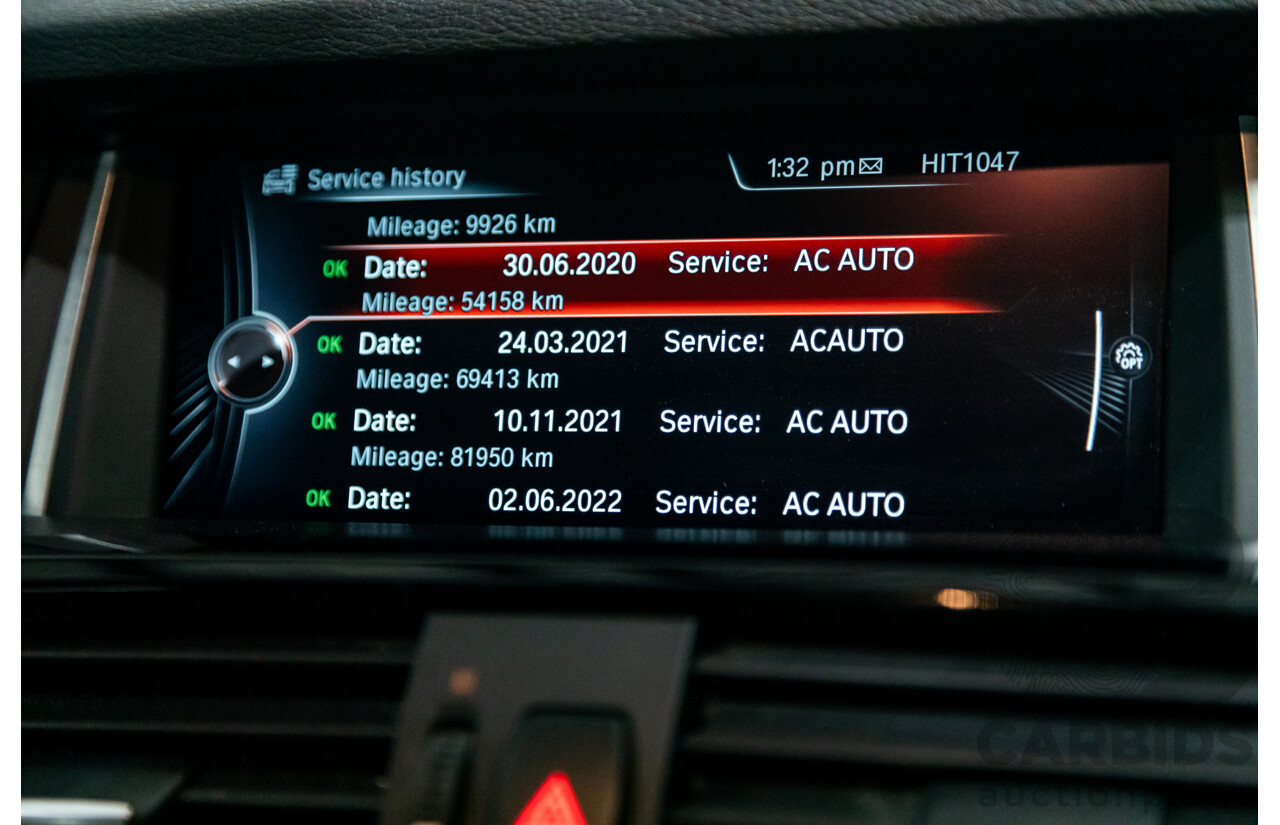 Service history 1:32 pm HIT1047
Mileage: 9926 km
OK Date: 30.06.2020 Service: AC AUTO
Mileage: 54158 km
OK Date: 24.03.2021 Service: ACAUTO
Mileage: 69413 km
OPT
OK Date: 10.11.2021 Service: AC AUTO
Mileage: 81950 km
OK Date: 02.06.2022 Service: AC AUTO
CARBIDS